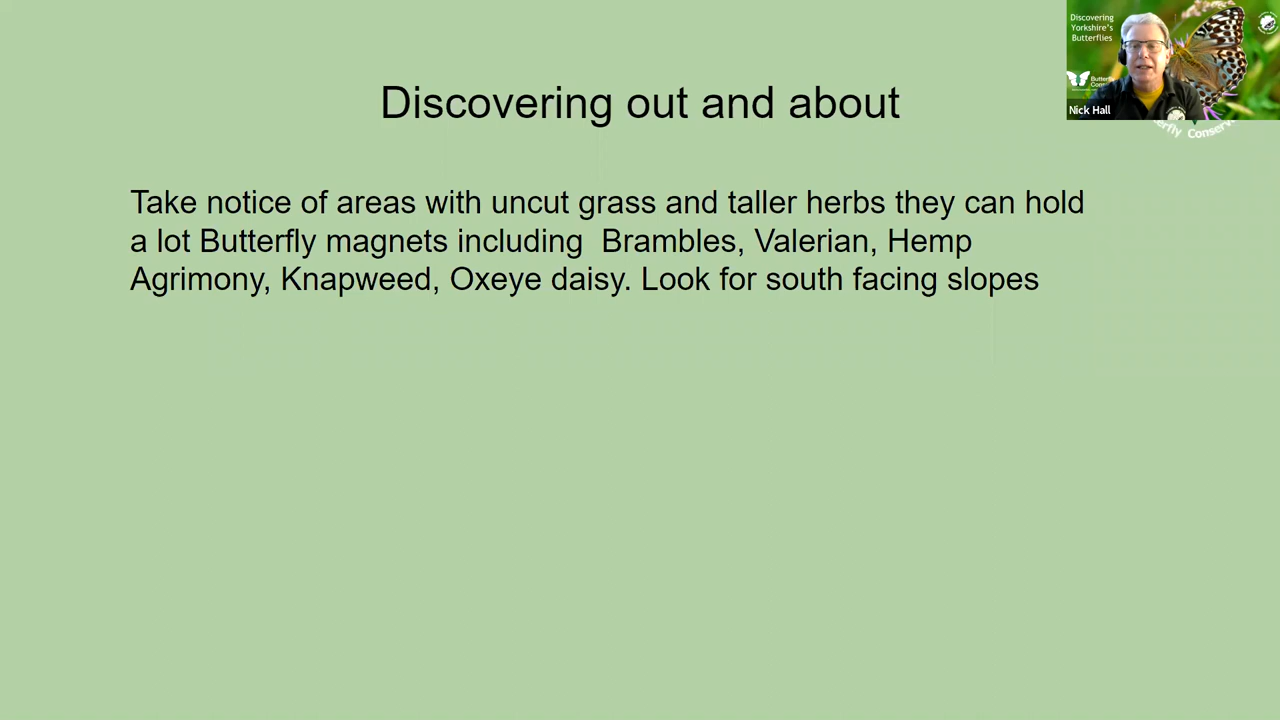 Discovering
Yorkshire's
Butterflies
Butterfly
Nick Hall
Discovering out and about
Take notice of areas with uncut grass and taller herbs they can hold
a lot Butterfly magnets including  Brambles, Valerian, Hemp
Agrimony, Knapweed, Oxeye daisy. Look for south facing slopes